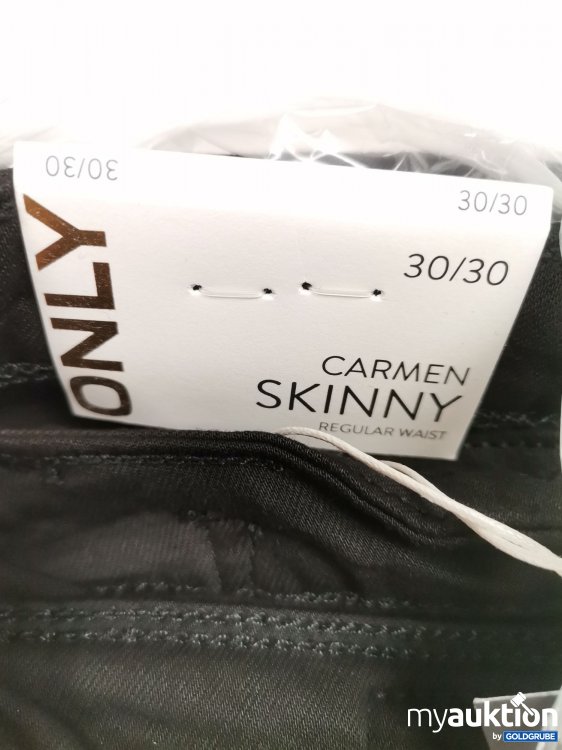 30/30
30/30
ONLY
30/30
CARMEN
SKINNY
REGULAR WAIST
myauktion
by GOLDGRUBE